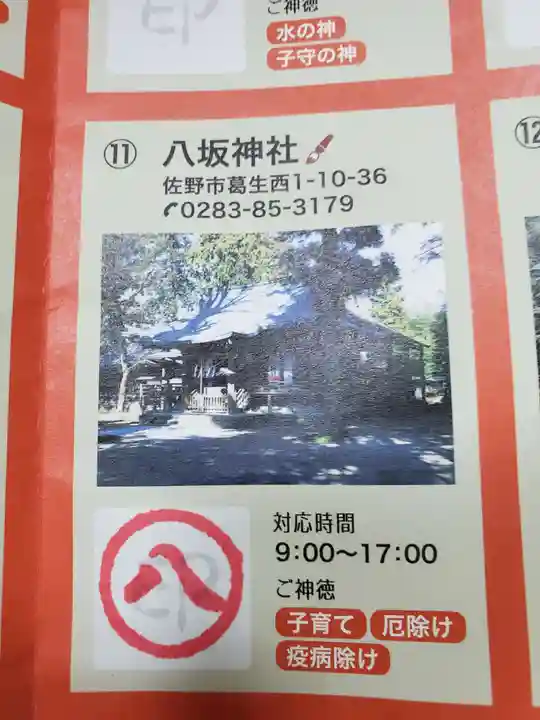 印
ご神徳
水の神
子守の神
⑪ 八坂神社
佐野市葛生西1-10-36
0283-85-3179
対応時間
9:00〜17:00
ご神徳
子育て 厄除け
疫病除け
八
印
12